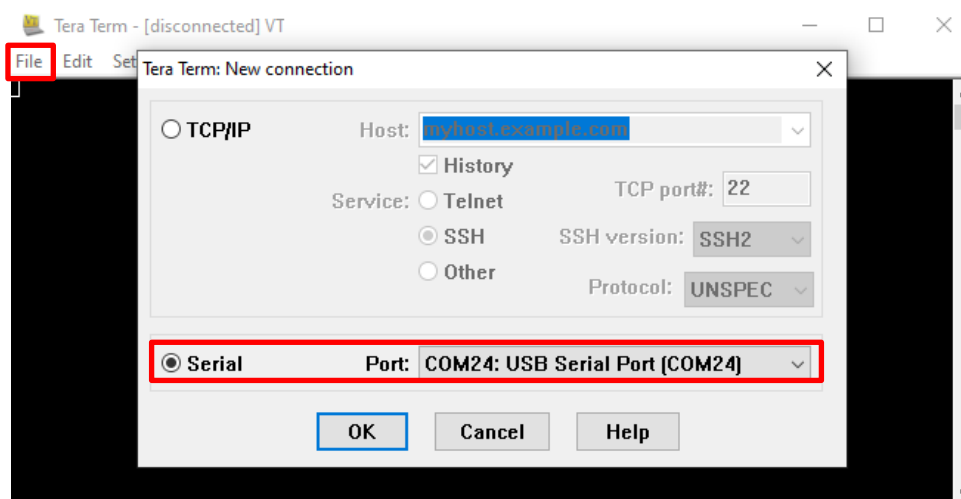 Tera Term - [disconnected] VT
File Edit Set
Tera Term: New connection
TCP/IP Host: myhost.example.com
History
Service: Telnet TCP port#: 22
SSH SSH version: SSH2
Other Protocol: UNSPEC
Serial Port: COM24: USB Serial Port (COM24)
OK Cancel Help